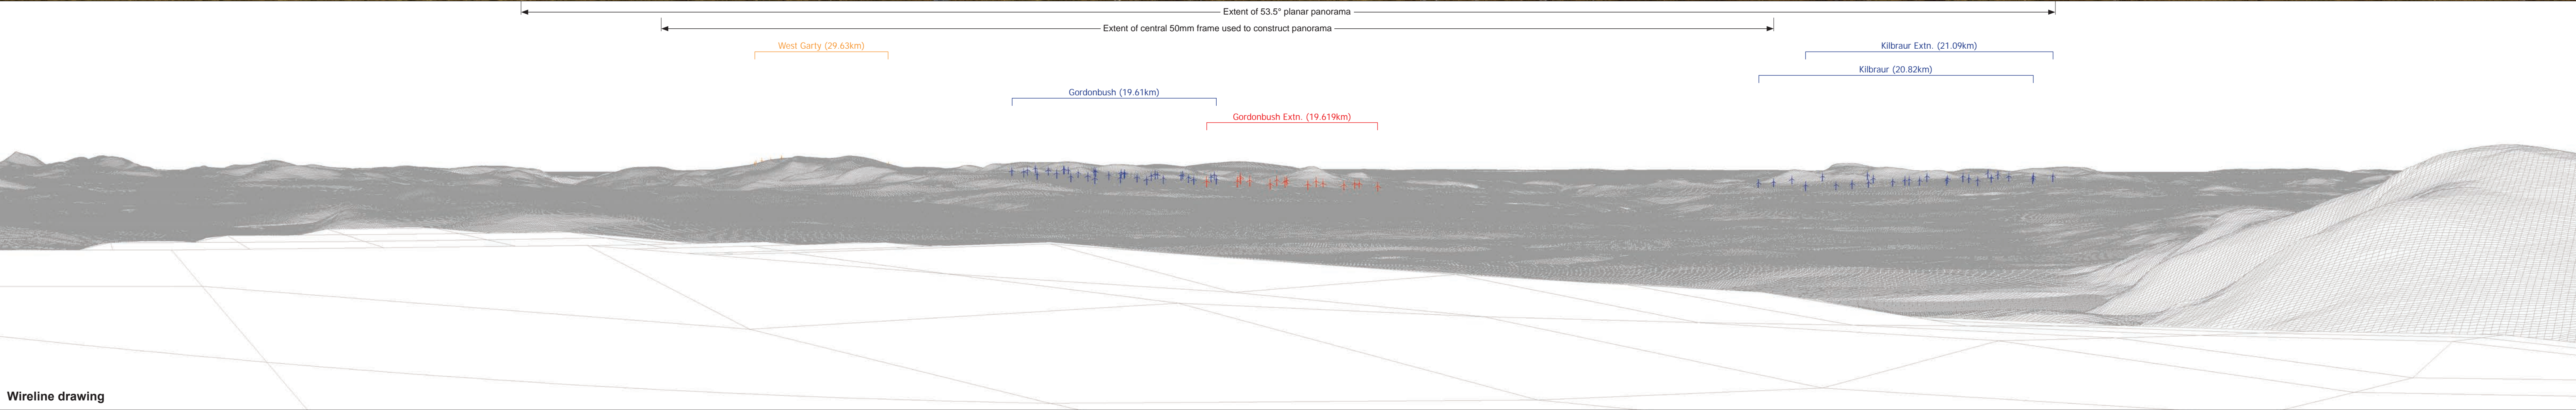 Extent of 53.5° planar panorama
Extent of central 50mm frame used to construct panorama
West Garty (29.63km)
Kilbraur Extn. (21.09km)
Kilbraur (20.82km)
Gordonbush (19.61km)
Gordonbush Extn. (19.619km)
Wireline drawing